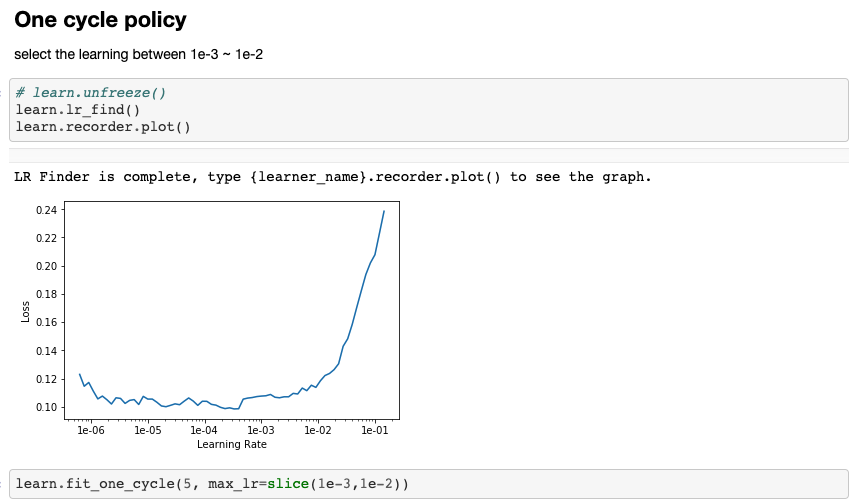 One cycle policy
select the learning between 1e-3 ~ 1e-2
# learn.unfreeze()
learn.lr_find()
learn.recorder.plot()
LR Finder is complete, type {learner_name}.recorder.plot() to see the graph.
0.24
0.22
0.20
0.18
0.16
0.14
0.12
0.10
Loss
1e-06 1e-05 1e-04 1e-03 1e-02 1e-01
Learning Rate
learn.fit_one_cycle(5, max_lr=slice(1e-3,1e-2))